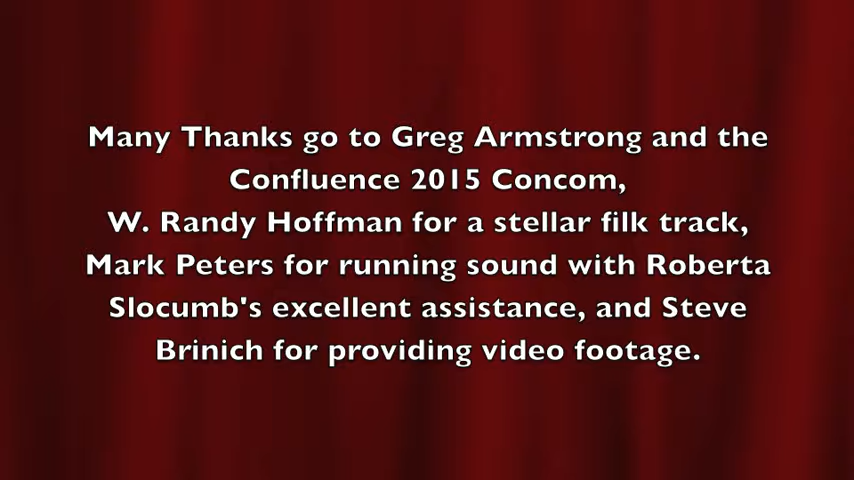 Many Thanks go to Greg Armstrong and the
Confluence 2015 Concom,
W. Randy Hoffman for a stellar filk track,
Mark Peters for running sound with Roberta
Slocumb's excellent assistance, and Steve
Brinich for providing video footage.